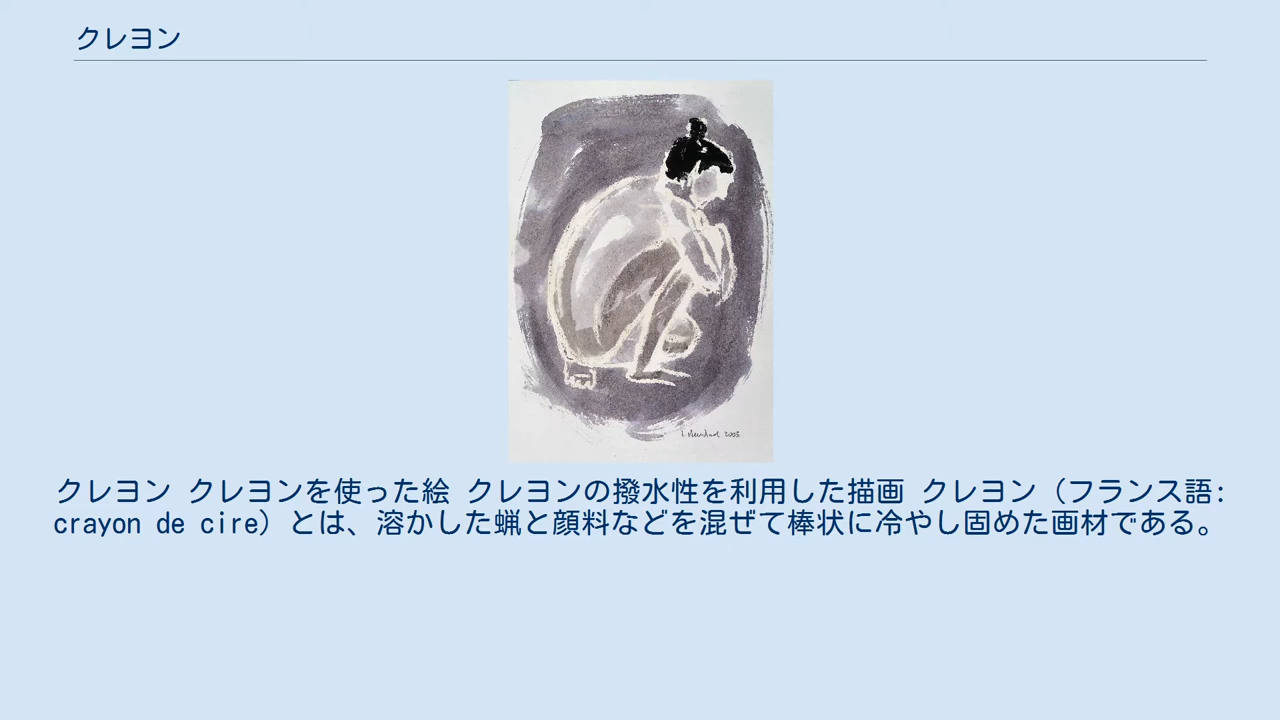 クレヨン
クレヨン クレヨンを使った絵 クレヨンの撥水性を利用した描画 クレヨン（フランス語:
crayon de cire）とは、溶かした蝋と顔料などを混ぜて棒状に冷やし固めた画材である。